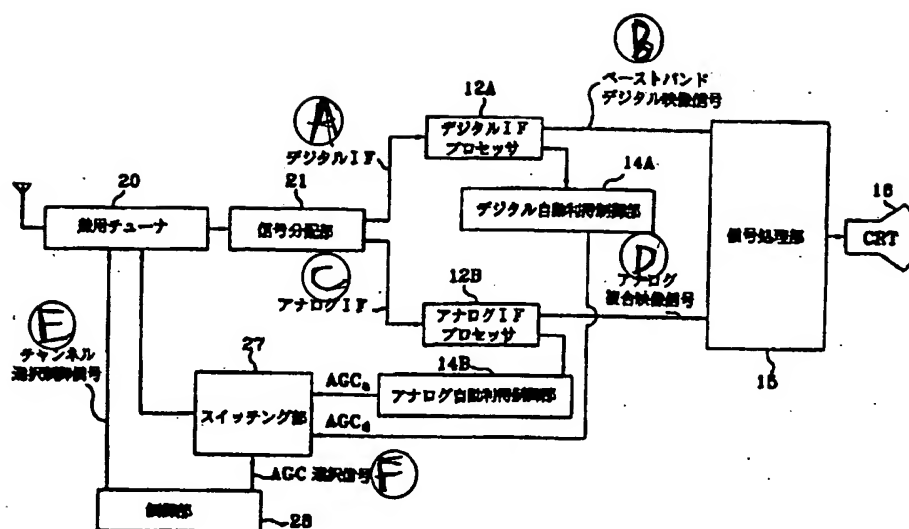 B
ベーストバンド
デジタル映像信号
12A
デジタルIF
プロセッサ
A
デジタルIF
14A
デジタル自動利得制御部
16
CRT
20
兼用チューナ
21
信号分配部
信号処理部
D
アナログ
複合映像信号
C
アナログIF
12B
アナログIF
プロセッサ
E
チャンネル
選択制御信号
27
スイッチング部
14B
AGCa
アナログ自動利得制御部
AGCd
15
AGC 選択信号
F
制御部
28